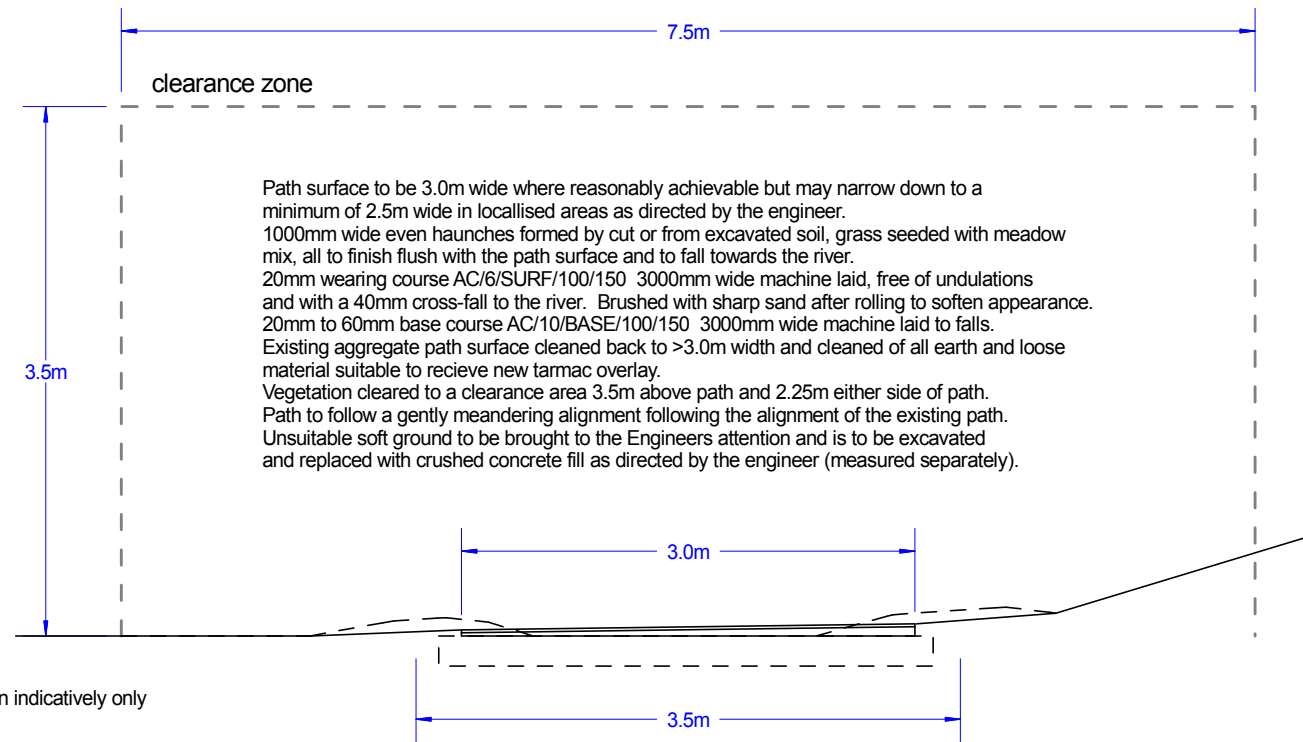 7.5m
clearance zone
Path surface to be 3.0m wide where reasonably achievable but may narrow down to a
minimum of 2.5m wide in locallised areas as directed by the engineer.
1000mm wide even haunches formed by cut or from excavated soil, grass seeded with meadow
mix, all to finish flush with the path surface and to fall towards the river.
20mm wearing course AC/6/SURF/100/150 3000mm wide machine laid, free of undulations
and with a 40mm cross-fall to the river. Brushed with sharp sand after rolling to soften appearance.
20mm to 60mm base course AC/10/BASE/100/150 3000mm wide machine laid to falls.
Existing aggregate path surface cleaned back to >3.0m width and cleaned of all earth and loose
material suitable to recieve new tarmac overlay.
Vegetation cleared to a clearance area 3.5m above path and 2.25m either side of path.
Path to follow a gently meandering alignment following the alignment of the existing path.
Unsuitable soft ground to be brought to the Engineers attention and is to be excavated
and replaced with crushed concrete fill as directed by the engineer (measured separately).
3.5m
3.0m
n indicatively only
3.5m